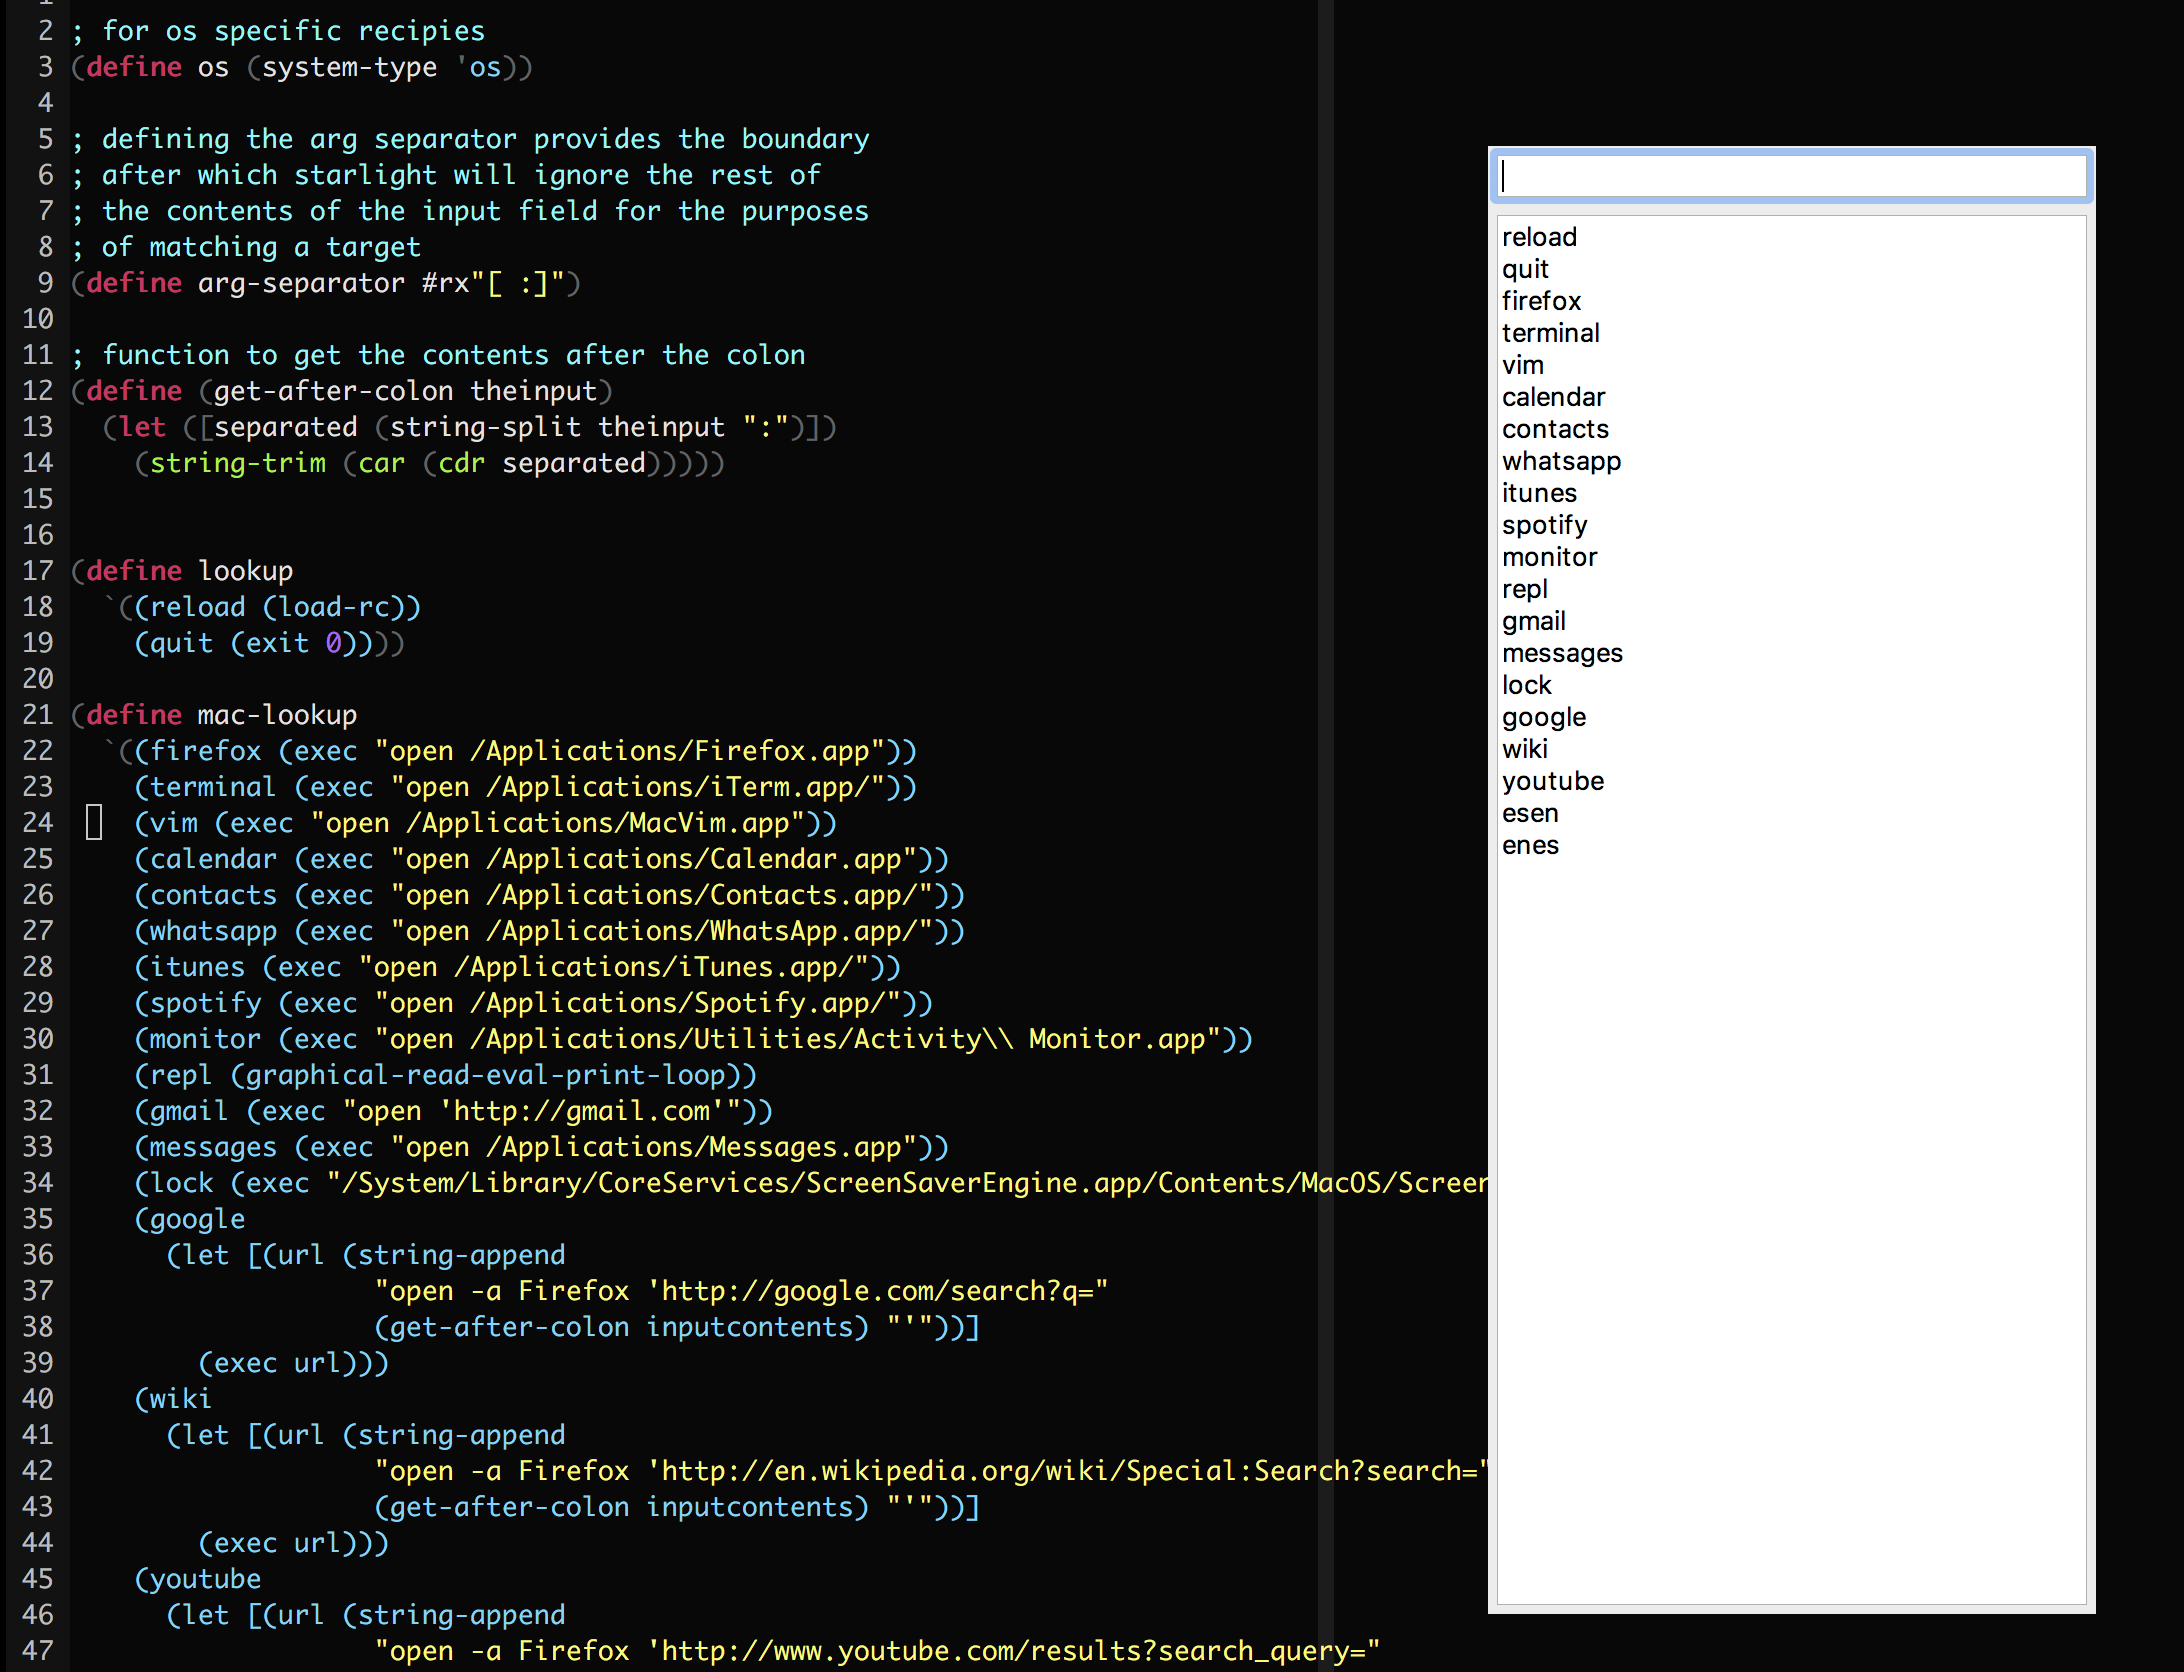 1
2 ; for os specific recipies
3 (define os (system-type 'os))
4
5 ; defining the arg separator provides the boundary
6 ; after which starlight will ignore the rest of
7 ; the contents of the input field for the purposes
8 ; of matching a target
9 (define arg-separator #rx"[ :]")
10
11 ; function to get the contents after the colon
12 (define (get-after-colon theinput)
13   (let ([separated (string-split theinput ":")])
14     (string-trim (car (cdr separated)))))
15
16
17 (define lookup
18   `((reload (load-rc))
19     (quit (exit 0))))
20
21 (define mac-lookup
22   `((firefox (exec "open /Applications/Firefox.app"))
23     (terminal (exec "open /Applications/iTerm.app/"))
24     (vim (exec "open /Applications/MacVim.app"))
25     (calendar (exec "open /Applications/Calendar.app"))
26     (contacts (exec "open /Applications/Contacts.app/"))
27     (whatsapp (exec "open /Applications/WhatsApp.app/"))
28     (itunes (exec "open /Applications/iTunes.app/"))
29     (spotify (exec "open /Applications/Spotify.app/"))
30     (monitor (exec "open /Applications/Utilities/Activity\\ Monitor.app"))
31     (repl (graphical-read-eval-print-loop))
32     (gmail (exec "open 'http://gmail.com'"))
33     (messages (exec "open /Applications/Messages.app"))
34     (lock (exec "/System/Library/CoreServices/ScreenSaverEngine.app/Contents/MacOS/Screen
35     (google
36       (let [(url (string-append
37                    "open -a Firefox 'http://google.com/search?q="
38                    (get-after-colon inputcontents) "'"))]
39         (exec url)))
40     (wiki
41       (let [(url (string-append
42                    "open -a Firefox 'http://en.wikipedia.org/wiki/Special:Search?search="
43                    (get-after-colon inputcontents) "'"))]
44         (exec url)))
45     (youtube
46       (let [(url (string-append
47                    "open -a Firefox 'http://www.youtube.com/results?search_query="
reload
quit
firefox
terminal
vim
calendar
contacts
whatsapp
itunes
spotify
monitor
repl
gmail
messages
lock
google
wiki
youtube
esen
enes